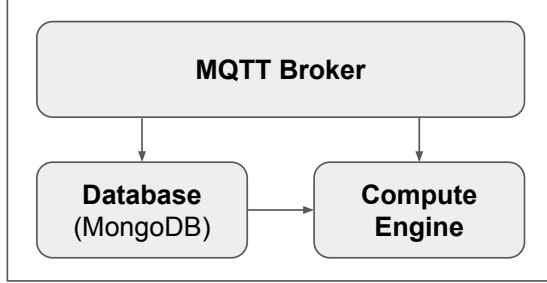 MQTT Broker
Database
(MongoDB)
Compute
Engine